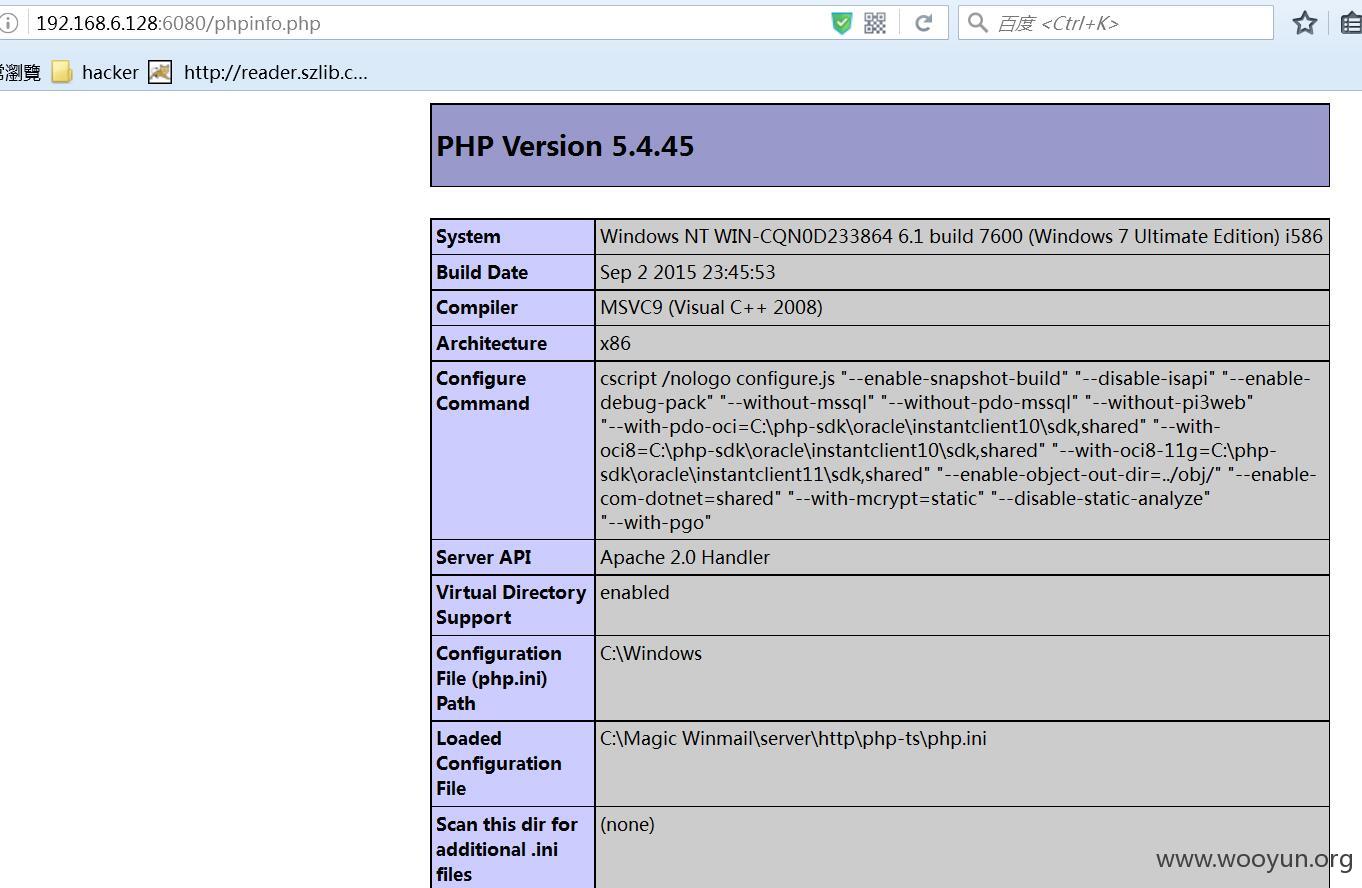 192.168.6.128:6080/phpinfo.php
百度 <Ctrl+K>
瀏覽 hacker http://reader.szlib.c...
PHP Version 5.4.45
System Windows NT WIN-CQN0D233864 6.1 build 7600 (Windows 7 Ultimate Edition) i586
Build Date Sep 2 2015 23:45:53
Compiler MSVC9 (Visual C++ 2008)
Architecture x86
Configure
Command
cscript /nologo configure.js "--enable-snapshot-build" "--disable-isapi" "--enable-
debug-pack" "--without-mssql" "--without-pdo-mssql" "--without-pi3web"
"--with-pdo-oci=C:\php-sdk\oracle\instantclient10\sdk,shared" "--with-
oci8=C:\php-sdk\oracle\instantclient10\sdk,shared" "--with-oci8-11g=C:\php-
sdk\oracle\instantclient11\sdk,shared" "--enable-object-out-dir=../obj/" "--enable-
com-dotnet=shared" "--with-mcrypt=static" "--disable-static-analyze"
"--with-pgo"
Server API Apache 2.0 Handler
Virtual Directory
Support
enabled
Configuration
File (php.ini)
Path
C:\Windows
Loaded
Configuration
File
C:\Magic Winmail\server\http\php-ts\php.ini
Scan this dir for
additional .ini
files
(none)
www.wooyun.org